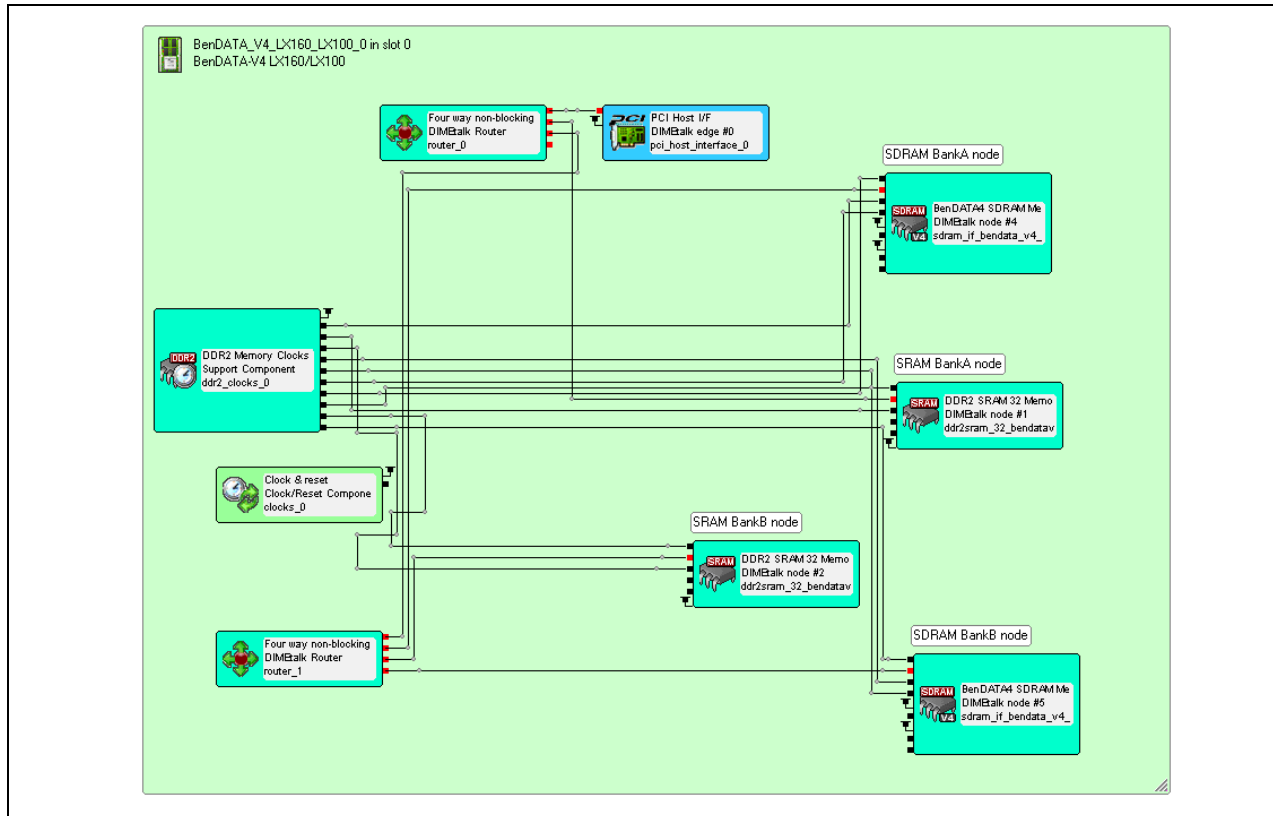 BenDATA_V4_LX160_LX100_0 in slot 0
BenDATA-V4 LX160/LX100
Four way non-blocking
DIMEtalk Router
router_0
PCI
PCI Host I/F
DIMEtalk edge #0
pci_host_interface_0
SDRAM BankA node
SDRAM
V4
BenDATA4 SDRAM Me
DIMEtalk node #4
sdram_if_bendata_v4_
DDR2
DDR2 Memory Clocks
Support Component
ddr2_clocks_0
SRAM BankA node
SRAM
DDR2 SRAM 32 Memo
DIMEtalk node #1
ddr2sram_32_bendatav
Clock & reset
Clock/Reset Compone
clocks_0
SRAM BankB node
SRAM
DDR2 SRAM 32 Memo
DIMEtalk node #2
ddr2sram_32_bendatav
Four way non-blocking
DIMEtalk Router
router_1
SDRAM BankB node
SDRAM
V4
BenDATA4 SDRAM Me
DIMEtalk node #5
sdram_if_bendata_v4_